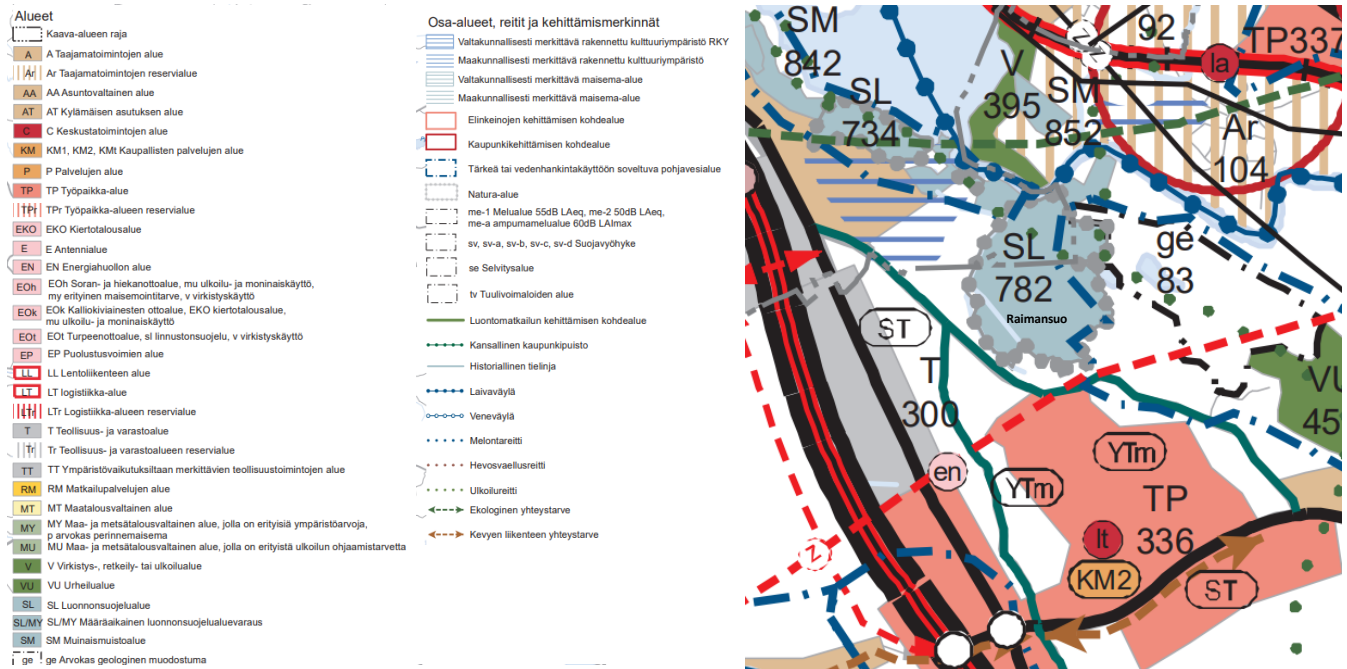 Alueet
Kaava-alueen raja
A A Taajamatoimintojen alue
Ar Ar Taajamatoimintojen reservialue
AA AA Asuntovaltainen alue
AT AT Kylämäisen asutuksen alue
C C Keskustatoimintojen alue
KM KM1, KM2, KMt Kaupallisten palvelujen alue
P P Palvelujen alue
TP TP Työpaikka-alue
TPr TPr Työpaikka-alueen reservialue
EKO EKO Kiertotalousalue
E E Antennialue
EN EN Energiahuollon alue
EOh EOh Soran- ja hiekanottoalue, mu ulkoilu- ja moninaiskäyttö,
my erityinen maisemointitarve, v virkistyskäyttö
EOk EOk Kalliokiviainesten ottoalue, EKO kiertotalousalue,
mu ulkoilu- ja moninaiskäyttö
EOt EOt Turpeenottoalue, sl linnustonsuojelu, v virkistyskäyttö
EP EP Puolustusvoimien alue
LL LL Lentoliikenteen alue
LT LT logistiikka-alue
LTr LTr Logistiikka-alueen reservialue
T T Teollisuus- ja varastoalue
Tr Tr Teollisuus- ja varastoalueen reservialue
TT TT Ympäristövaikutuksiltaan merkittävien teollisuustoimintojen alue
RM RM Matkailupalvelujen alue
MT MT Maatalousvaltainen alue
MY MY Maa- ja metsätalousvaltainen alue, jolla on erityisiä ympäristöarvoja,
p arvokas perinnemaisema
MU MU Maa- ja metsätalousvaltainen alue, jolla on erityistä ulkoilun ohjaamistarvetta
V V Virkistys-, retkeily- tai ulkoilualue
VU VU Urheilualue
SL SL Luonnonsuojelualue
SL/MY SL/MY Määräaikainen luonnonsuojelualuevaraus
SM SM Muinaismuistoalue
ge ge Arvokas geologinen muodostuma
Osa-alueet, reitit ja kehittämismerkinnät
Valtakunnallisesti merkittävä rakennettu kulttuuriympäristö RKY
Maakunnallisesti merkittävä rakennettu kulttuuriympäristö
Valtakunnallisesti merkittävä maisema-alue
Maakunnallisesti merkittävä maisema-alue
Elinkeinojen kehittämisen kohdealue
Kaupunkikehittämisen kohdealue
Tärkeä tai vedenhankintakäyttöön soveltuva pohjavesialue
Natura-alue
me-1 Melualue 55dB LAeq, me-2 50dB LAeq,
me-a ampumamelualue 60dB LAImax
sv, sv-a, sv-b, sv-c, sv-d Suojavyöhyke
se Selvitysalue
tv Tuulivoimaloiden alue
Luontomatkailun kehittämisen kohdealue
Kansallinen kaupunkipuisto
Historiallinen tielinja
Laivaväylä
Veneväylä
Melontareitti
Hevosvaellusreitti
Ulkoilureitti
Ekologinen yhteystarve
Kevyen liikenteen yhteystarve
SM
842
SL
734
V
395
SM
852
z
92
la
TP337
Ar
104
SL
782
Raimansuo
ge
83
ST
T
300
VU
45
en
YTm
YTm
TP
336
lt
KM2
ST
z